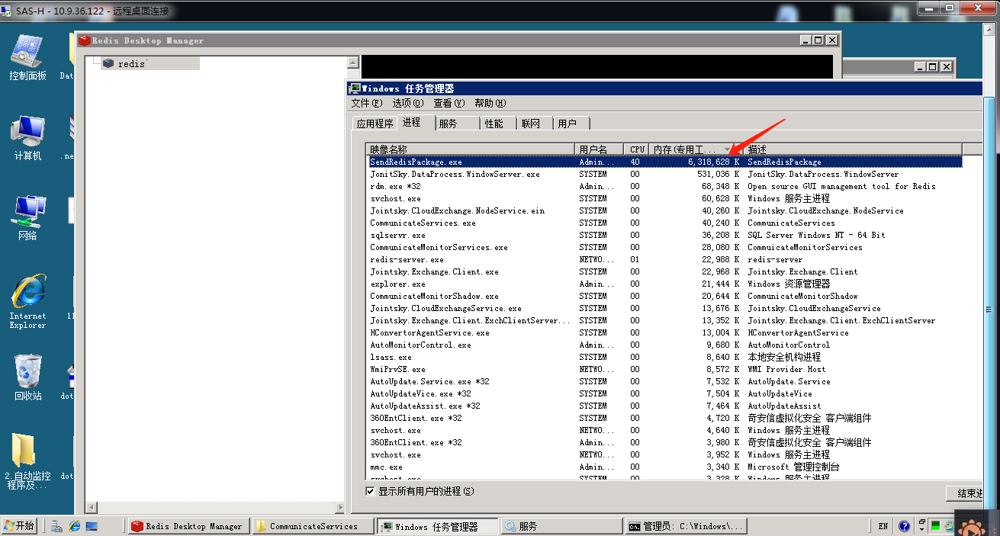 SAS-H - 10.9.36.122 - 远程桌面连接
Redis Desktop Manager
redis
控制面板
Dat
计算机
.ne
网络
Internet
Explorer
11
回收站
dot
2.自动监控
程序及...
dot
Windows 任务管理器
文件(F) 选项(O) 查看(V) 帮助(H)
应用程序 进程 服务 性能 联网 用户
映像名称 用户名 CPU 内存(专用工... 描述
SendRedisPackage.exe Admin... 40 6,318,628 K SendRedisPackage
JonitSky.DataProcess.WindowServer.exe SYSTEM 00 531,036 K JonitSky.DataProcess.WindowServer
rdm.exe *32 Admin... 00 68,348 K Open source GUI management tool for Redis
svchost.exe SYSTEM 00 60,628 K Windows 服务主进程
Jointsky.CloudExchange.NodeService.ein SYSTEM 00 40,260 K Jointsky.CloudExchange.NodeService
CommunicateServices.exe SYSTEM 00 40,240 K CommunicateServices
sqlservr.exe SYSTEM 00 36,208 K SQL Server Windows NT - 64 Bit
CommunicateMonitorServices.exe SYSTEM 00 28,080 K CommuicateMonitorServices
redis-server.exe NETWO... 01 22,988 K redis-server
Jointsky.Exchange.Client.exe SYSTEM 00 22,968 K Jointsky.Exchange.Client
explorer.exe Admin... 00 21,444 K Windows 资源管理器
CommunicateMonitorShadow.exe SYSTEM 00 20,644 K CommunicateMonitorShadow
Jointsky.CloudExchangeService.exe SYSTEM 00 13,676 K Jointsky.CloudExchangeService
Jointsky.Exchange.Client.ExchClientServer... SYSTEM 00 13,352 K Jointsky.Exchange.Client.ExchClientServer
HConvertorAgentService.exe SYSTEM 00 13,004 K HConvertorAgentService
AutoMonitorControl.exe Admin... 00 9,680 K AutoMonitorControl
lsass.exe SYSTEM 00 8,640 K 本地安全机构进程
WmiPrvSE.exe NETWO... 00 8,572 K WMI Provider Host
AutoUpdate.Service.exe *32 SYSTEM 00 7,532 K AutoUpdate.Service
AutoUpdateVice.exe *32 SYSTEM 00 7,504 K AutoUpdateVice
AutoUpdateAssist.exe *32 SYSTEM 00 7,464 K AutoUpdateAssist
360EntClient.exe *32 SYSTEM 00 4,720 K 奇安信虚拟化安全 客户端组件
svchost.exe NETWO... 00 4,640 K Windows 服务主进程
360EntClient.exe *32 Admin... 00 3,980 K 奇安信虚拟化安全 客户端组件
svchost.exe NETWO... 00 3,952 K Windows 服务主进程
mmc.exe Admin... 00 3,340 K Microsoft 管理控制台
svchost.exe SYSTEM 00 3,328 K Windows 服务主进程
显示所有用户的进程(S)
结束进
开始 Redis Desktop Manager CommunicateServices Windows 任务管理器 服务 管理员: C:\Windows\... EN